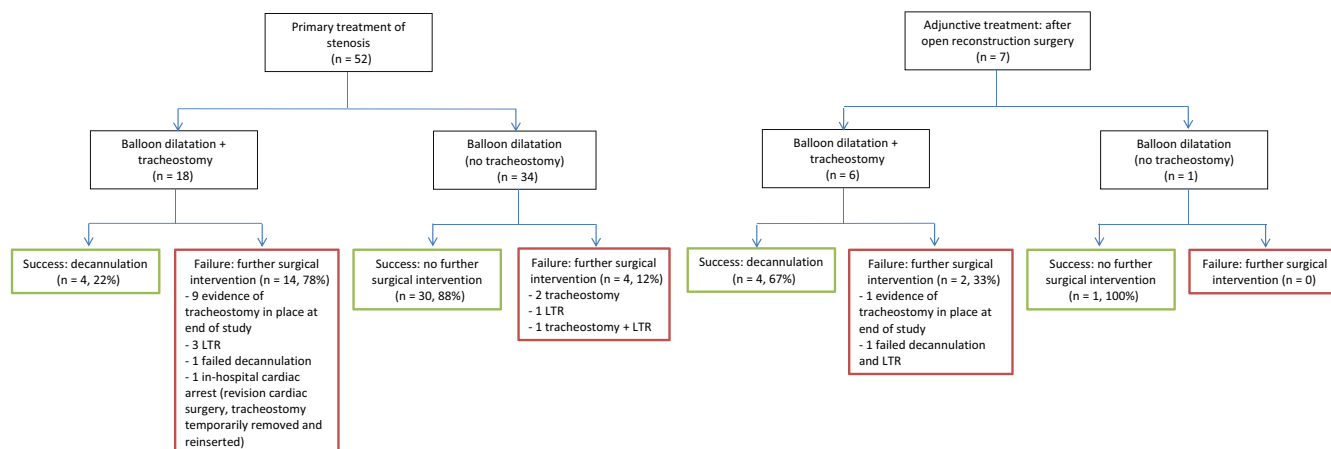 Primary treatment of
stenosis
(n = 52)
Adjunctive treatment: after
open reconstruction surgery
(n = 7)
Balloon dilatation +
tracheostomy
(n = 18)
Balloon dilatation
(no tracheostomy)
(n = 34)
Balloon dilatation +
tracheostomy
(n = 6)
Balloon dilatation
(no tracheostomy)
(n = 1)
Success: decannulation
(n = 4, 22%)
Failure: further surgical
intervention (n = 14, 78%)
- 9 evidence of
tracheostomy in place at
end of study
- 3 LTR
- 1 failed decannulation
- 1 in-hospital cardiac
arrest (revision cardiac
surgery, tracheostomy
temporarily removed and
reinserted)
Success: no further
surgical intervention
(n = 30, 88%)
Failure: further surgical
intervention (n = 4, 12%)
- 2 tracheostomy
- 1 LTR
- 1 tracheostomy + LTR
Success: decannulation
(n = 4, 67%)
Failure: further surgical
intervention (n = 2, 33%)
- 1 evidence of
tracheostomy in place at
end of study
- 1 failed decannulation
and LTR
Success: no further
surgical intervention
(n = 1, 100%)
Failure: further surgical
intervention (n = 0)